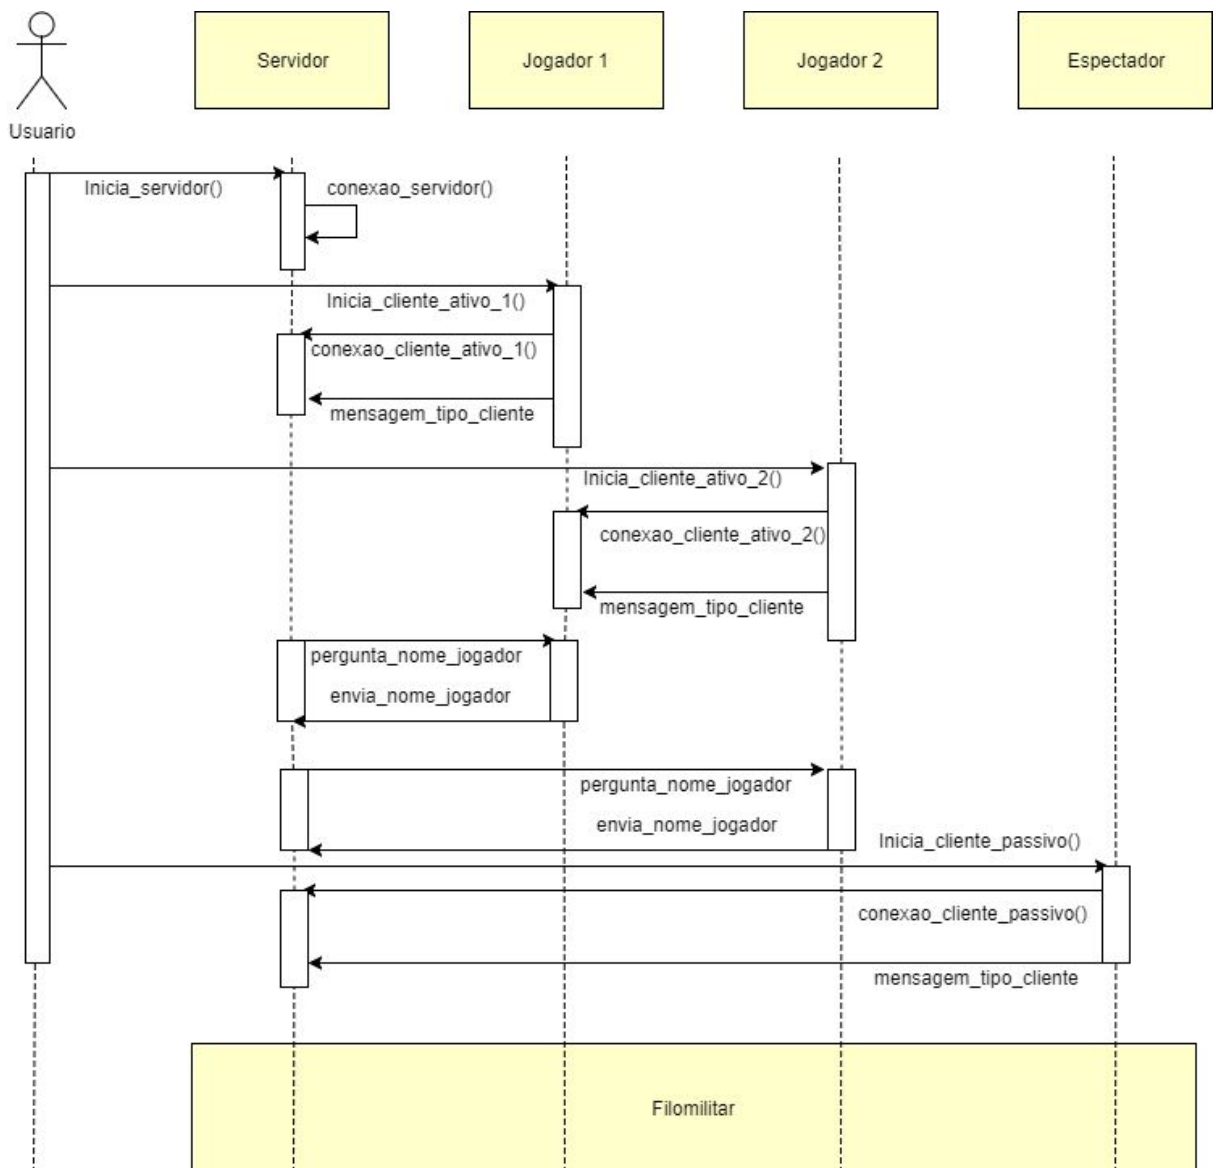 Usuario
Servidor
Jogador 1
Jogador 2
Espectador
Inicia_servidor()
conexao_servidor()
Inicia_cliente_ativo_1()
conexao_cliente_ativo_1()
mensagem_tipo_cliente
Inicia_cliente_ativo_2()
conexao_cliente_ativo_2()
mensagem_tipo_cliente
pergunta_nome_jogador
envia_nome_jogador
pergunta_nome_jogador
envia_nome_jogador
Inicia_cliente_passivo()
conexao_cliente_passivo()
mensagem_tipo_cliente
Filomilitar